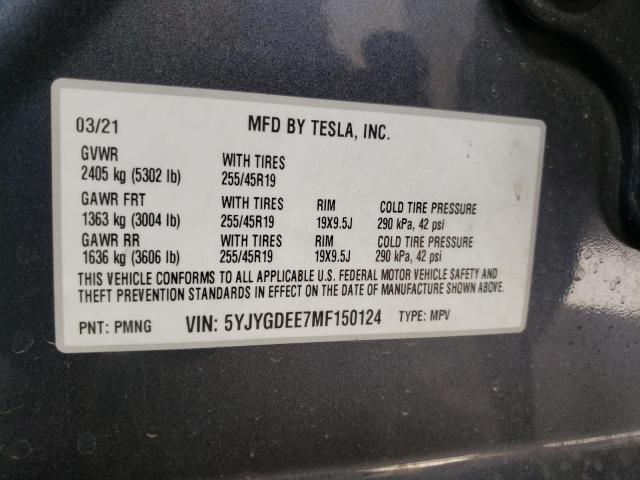 03/21 MFD BY TESLA, INC.
GVWR WITH TIRES
2405 kg (5302 lb) 255/45R19
GAWR FRT WITH TIRES RIM COLD TIRE PRESSURE
1363 kg (3004 lb) 255/45R19 19X9.5J 290 kPa, 42 psi
GAWR RR WITH TIRES RIM COLD TIRE PRESSURE
1636 kg (3606 lb) 255/45R19 19X9.5J 290 kPa, 42 psi
THIS VEHICLE CONFORMS TO ALL APPLICABLE U.S. FEDERAL MOTOR VEHICLE SAFETY AND
THEFT PREVENTION STANDARDS IN EFFECT ON THE DATE OF MANUFACTURE SHOWN ABOVE.
PNT: PMNG VIN: 5YJYGDEE7MF150124 TYPE: MPV